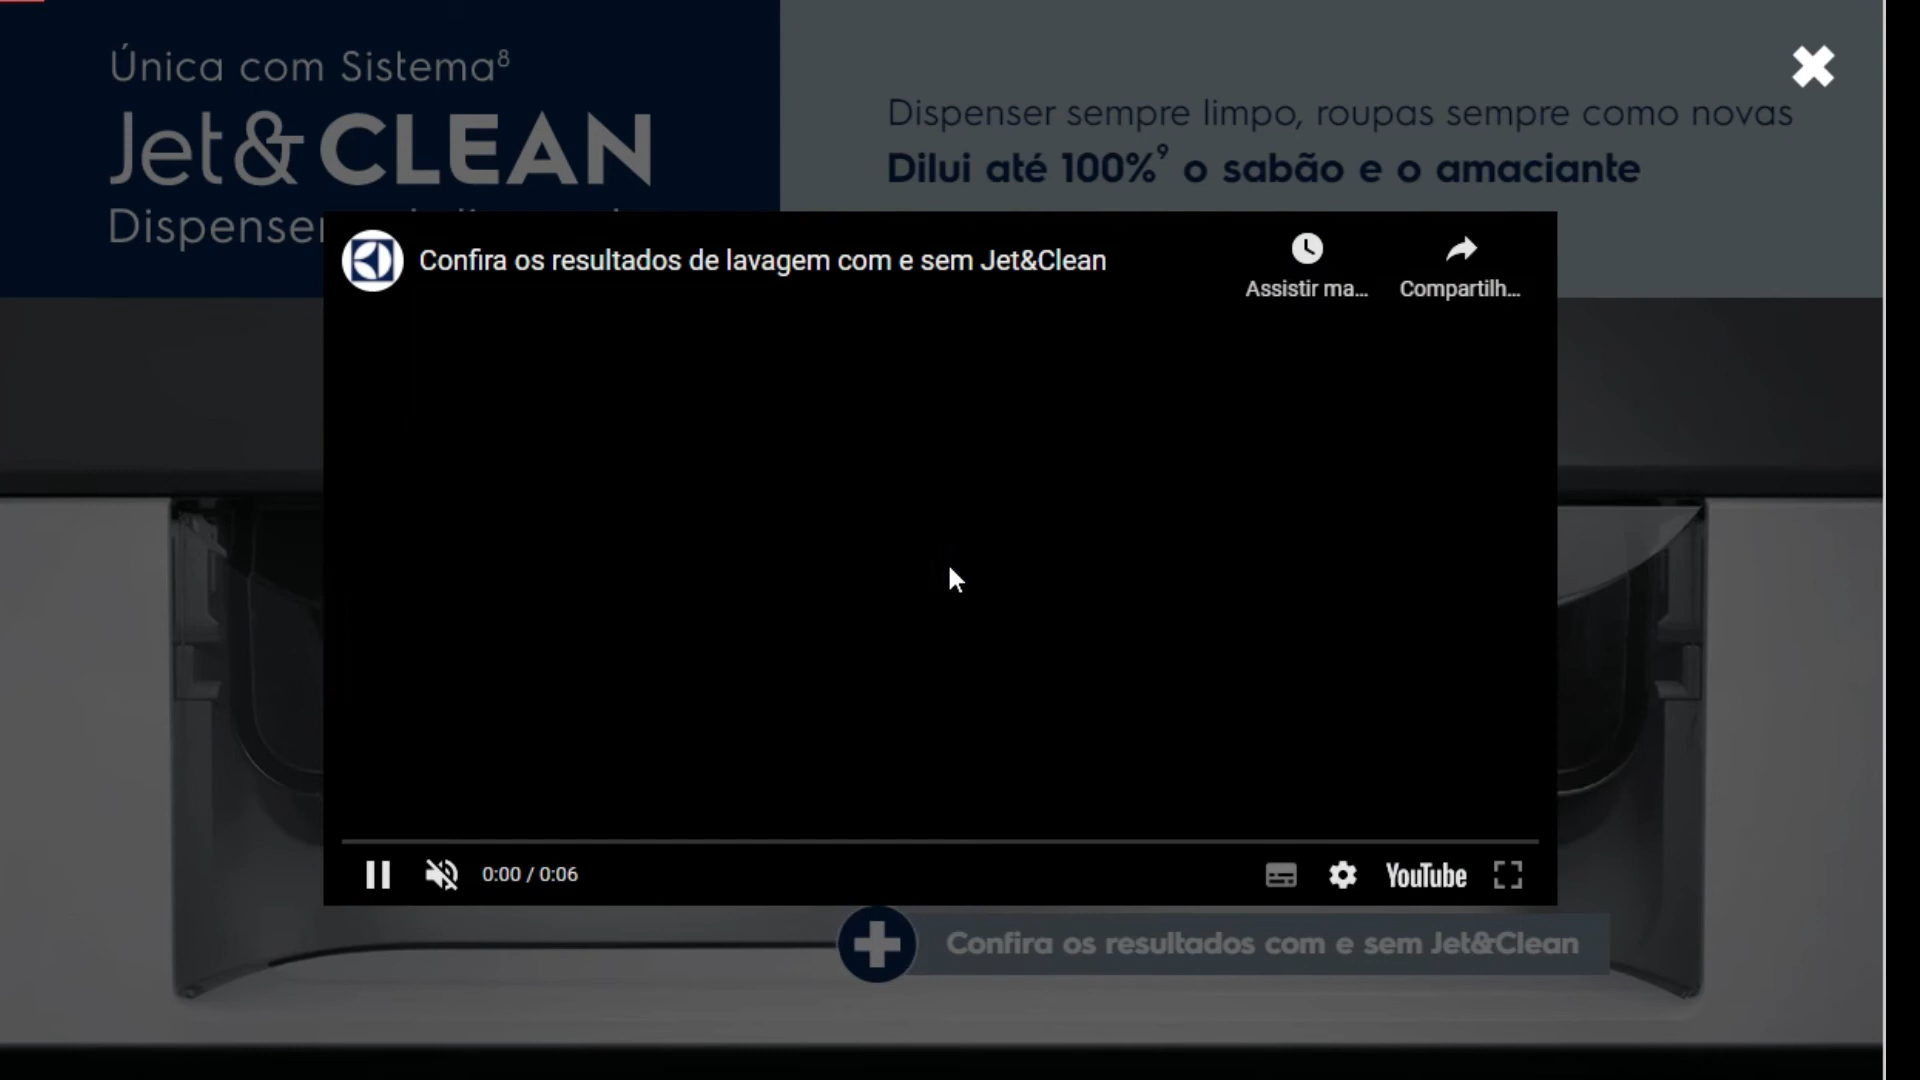 Única com Sistema⁸
Jet&CLEAN
Dispenser
Dispenser sempre limpo, roupas sempre como novas
Dilui até 100%⁹ o sabão e o amaciante
Confira os resultados de lavagem com e sem Jet&Clean
Assistir ma...
Compartilh...
0:00 / 0:06
YouTube
Confira os resultados com e sem Jet&Clean